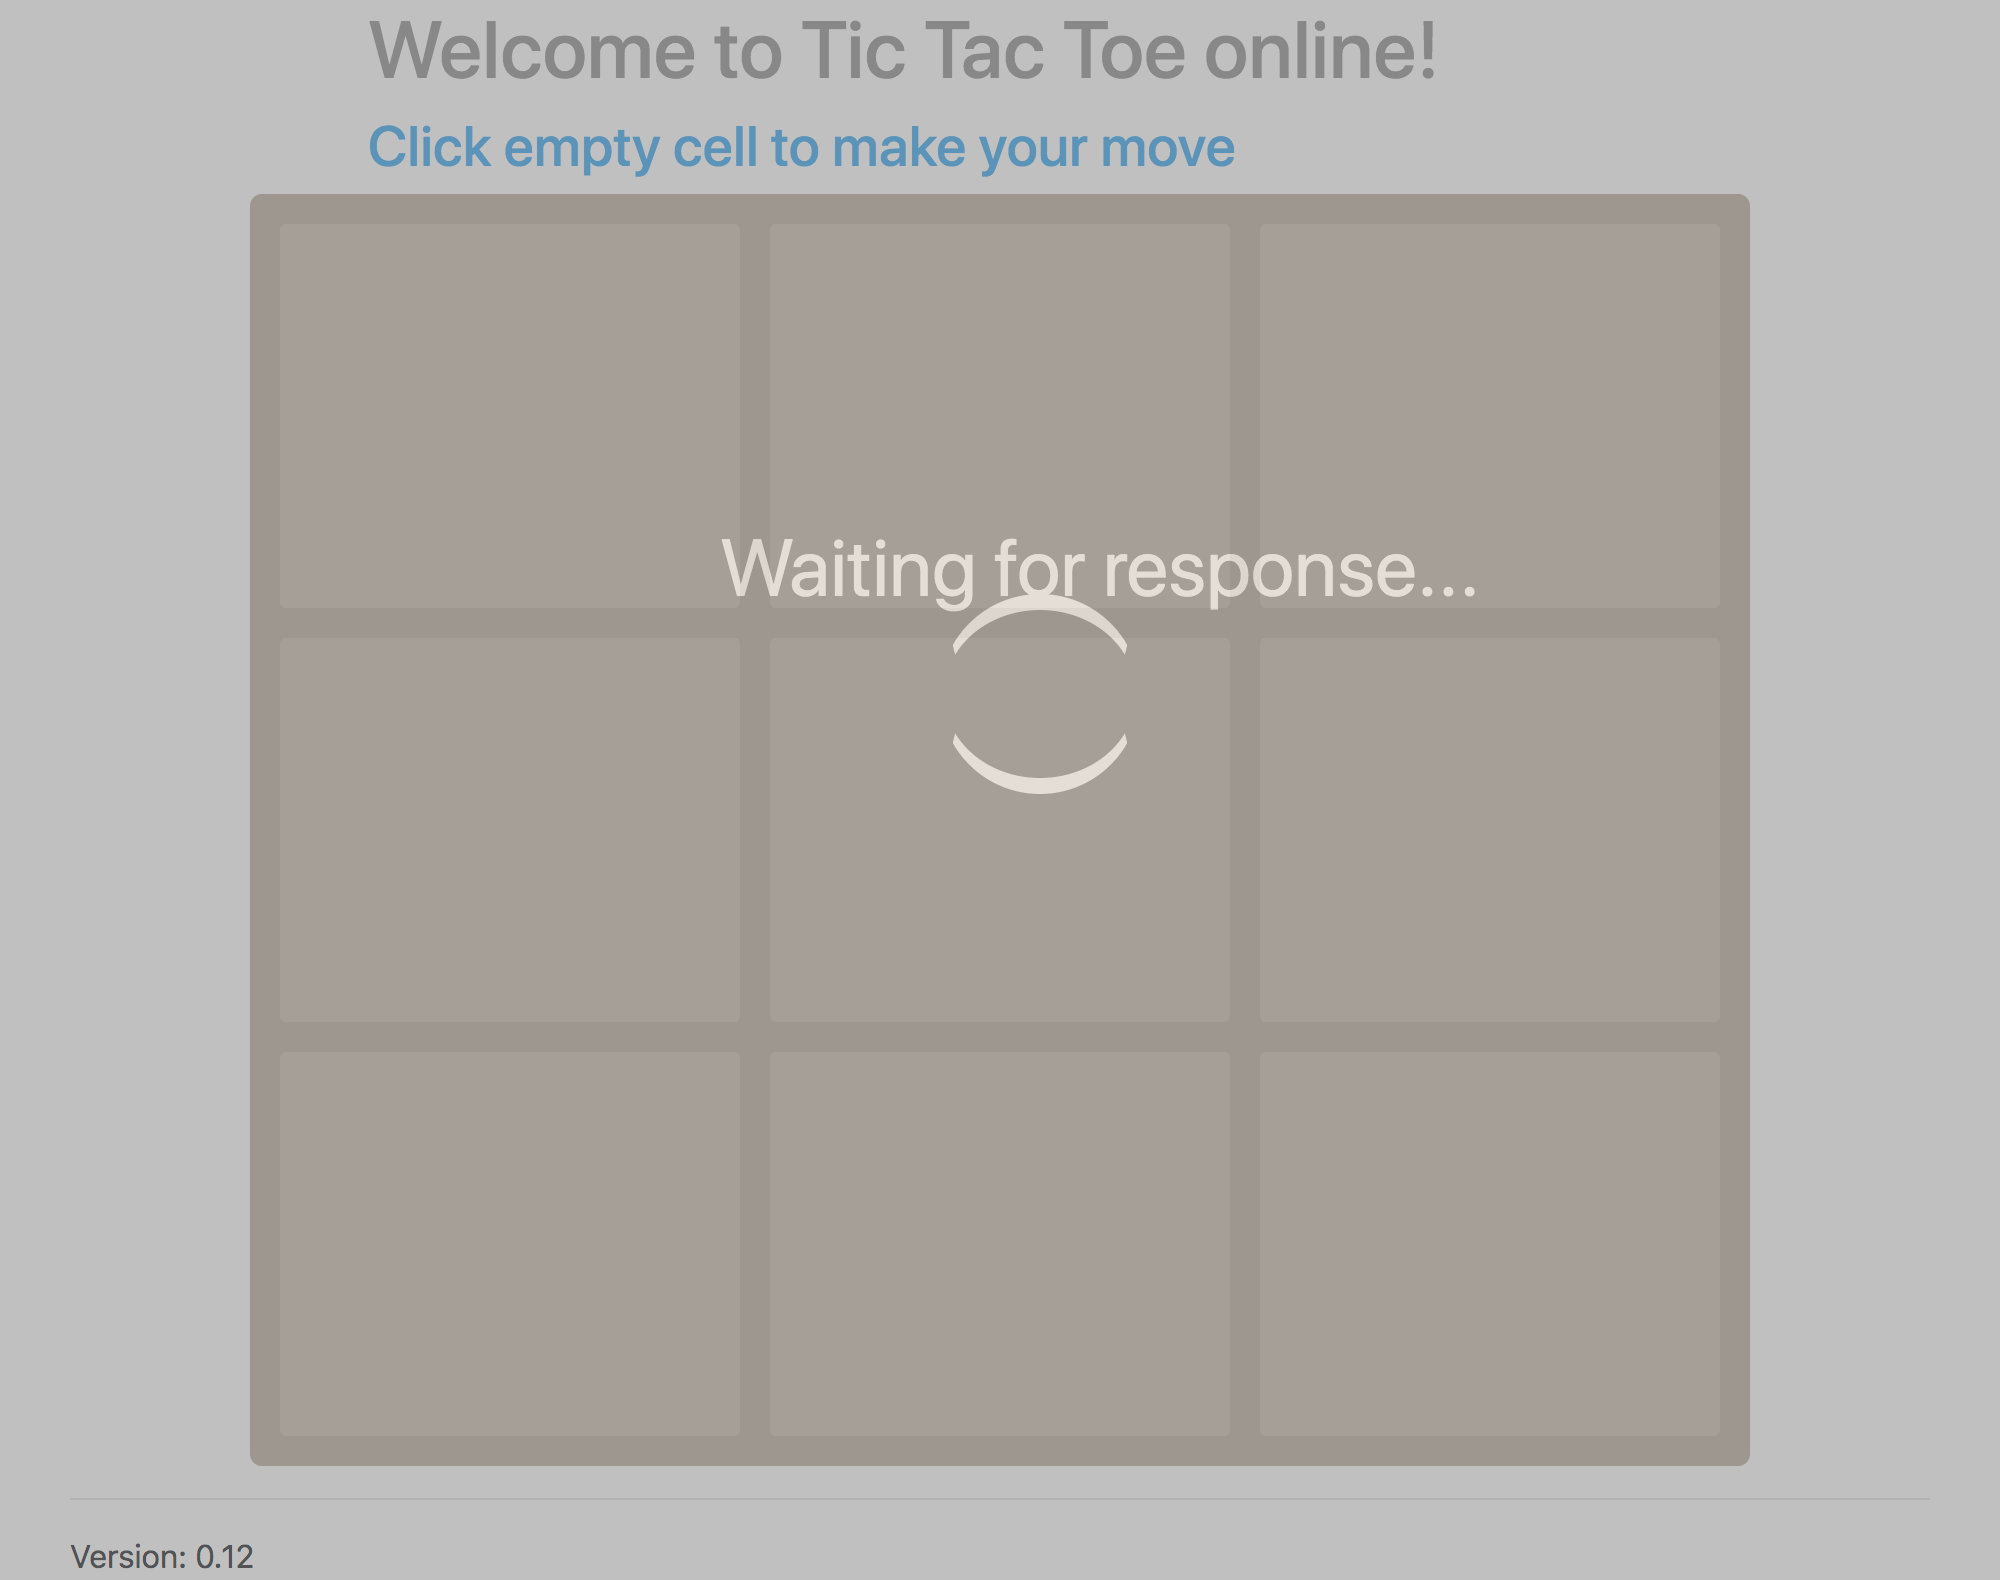 Welcome to Tic Tac Toe online!
Click empty cell to make your move
Waiting for response...
Version: 0.12